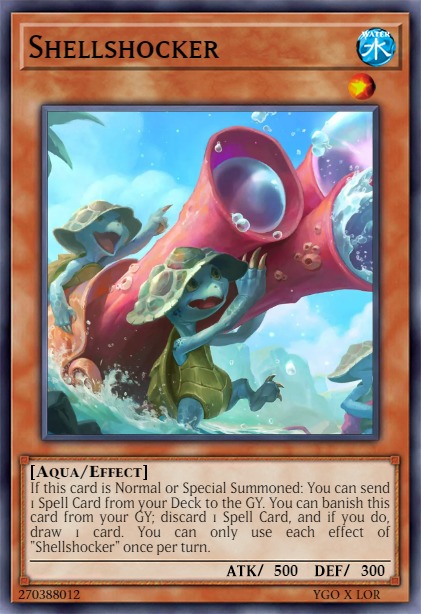 SHELLSHOCKER
WATER
水
[AQUA/EFFECT]
If this card is Normal or Special Summoned: You can send
1 Spell Card from your Deck to the GY. You can banish this
card from your GY; discard 1 Spell Card, and if you do,
draw 1 card. You can only use each effect of
"Shellshocker" once per turn.
ATK/ 500 DEF/ 300
270388012 YGO X LOR